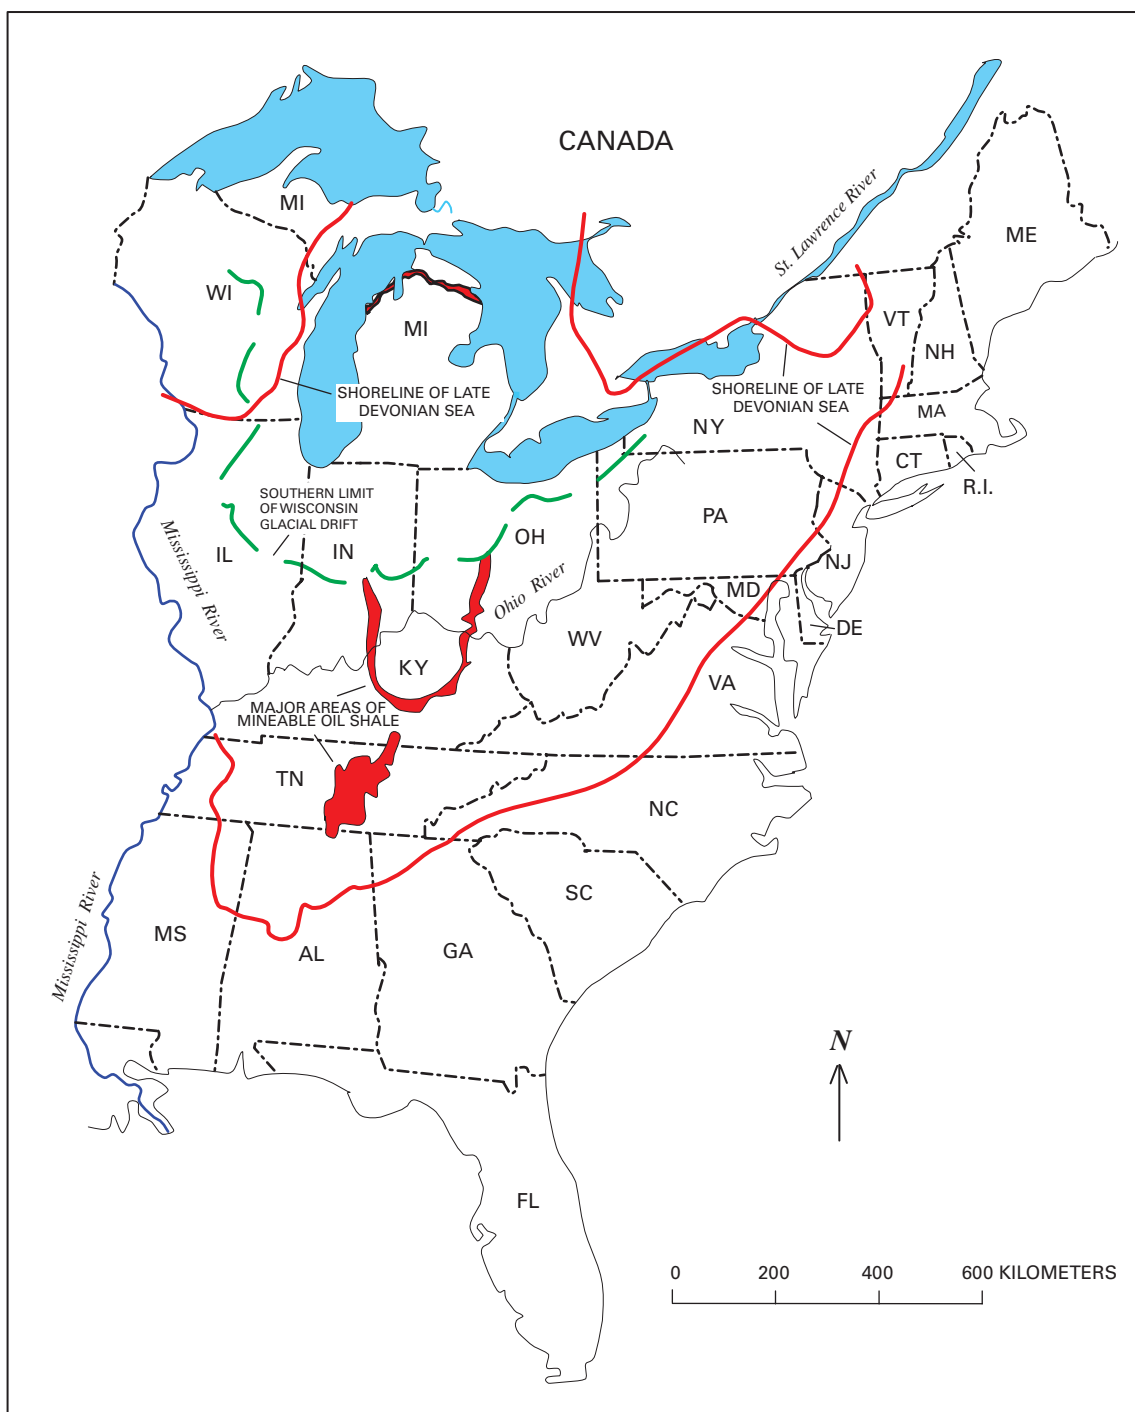 CANADA
MI
St. Lawrence River
ME
WI
MI
VT
NH
SHORELINE OF LATE
DEVONIAN SEA
SHORELINE OF LATE
DEVONIAN SEA
MA
NY
CT
R.I.
SOUTHERN LIMIT
OF WISCONSIN
GLACIAL DRIFT
PA
OH
IL
IN
Mississippi River
NJ
Ohio River
MD
DE
WV
KY
VA
MAJOR AREAS OF
MINEABLE OIL SHALE
TN
NC
SC
Mississippi River
MS
AL
GA
N
FL
0 200 400 600 KILOMETERS